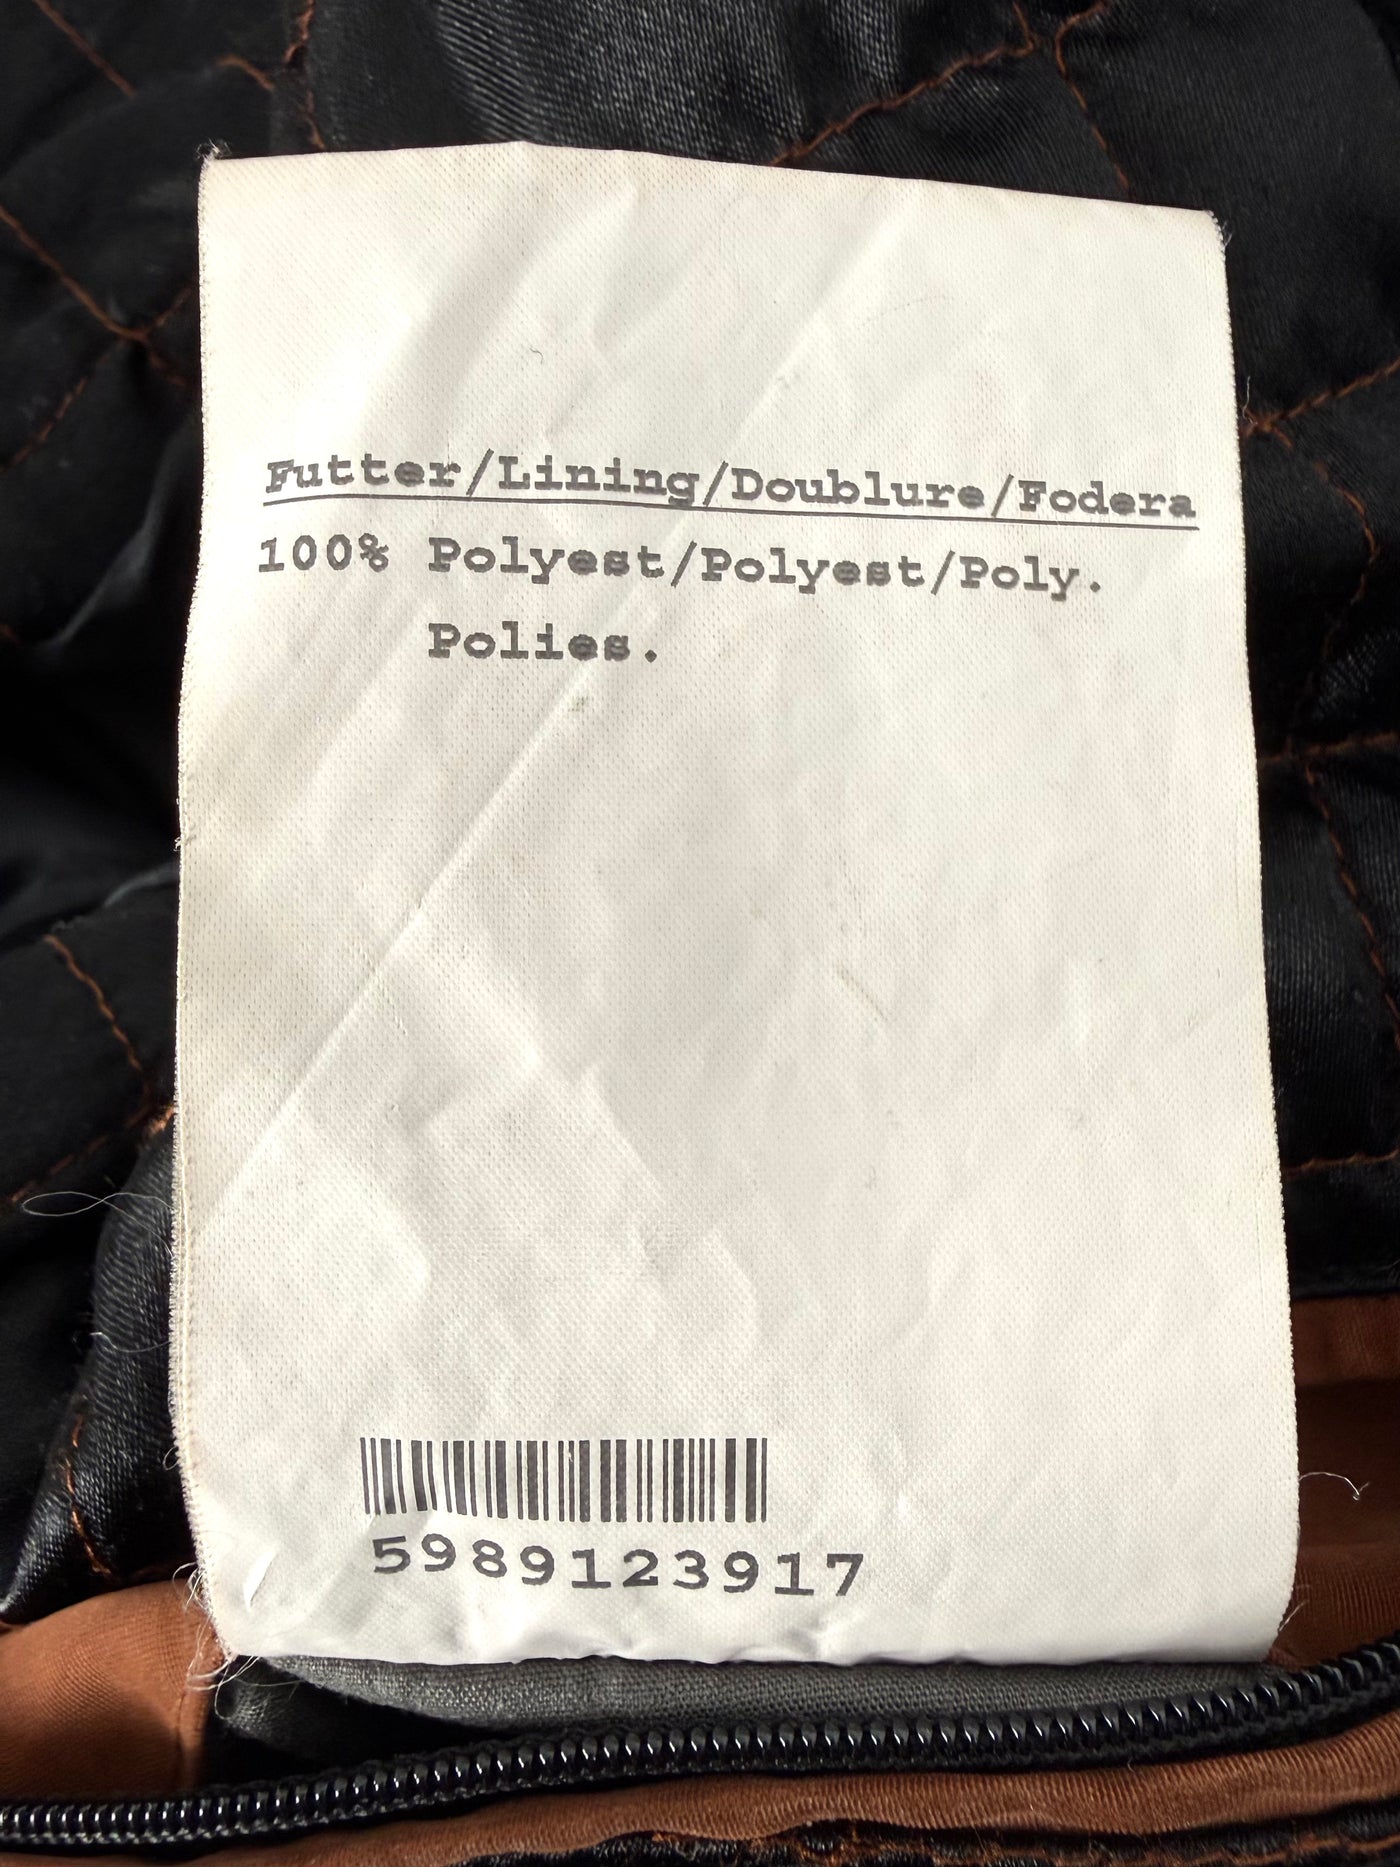 Futter/Lining/Doublure/Fodera
100% Polyest/Polyest/Poly.
Polies.
5989123917